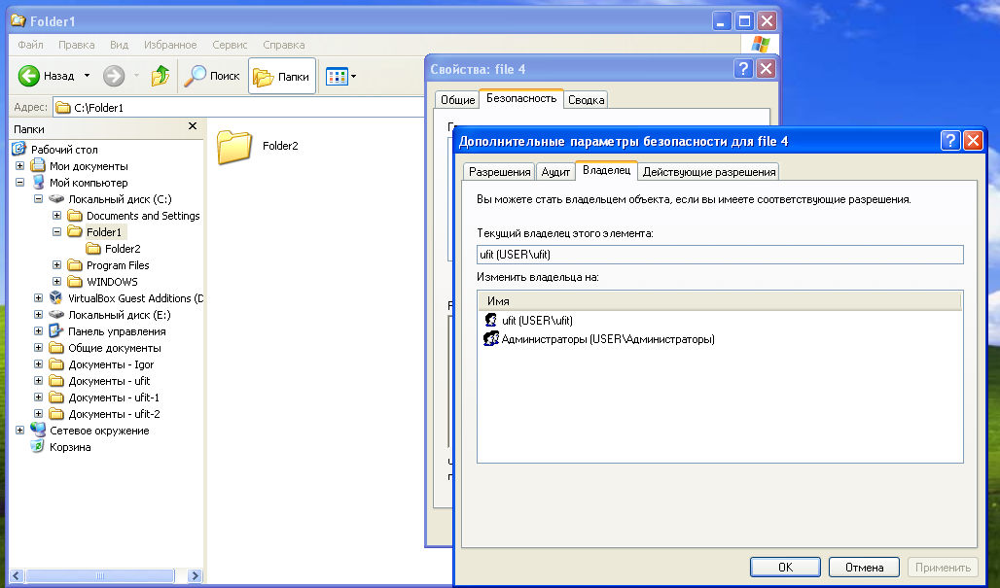 Folder1
Файл Правка Вид Избранное Сервис Справка
Назад Поиск Папки
Адрес: C:\Folder1
Папки
Рабочий стол
Мои документы
Мой компьютер
Локальный диск (C:)
Documents and Settings
Folder1
Folder2
Program Files
WINDOWS
VirtualBox Guest Additions (D
Локальный диск (E:)
Панель управления
Общие документы
Документы - Igor
Документы - ufit
Документы - ufit-1
Документы - ufit-2
Сетевое окружение
Корзина
Folder2
Свойства: file 4
Общие Безопасность Сводка
Дополнительные параметры безопасности для file 4
Разрешения Аудит Владелец Действующие разрешения
Вы можете стать владельцем объекта, если вы имеете соответствующие разрешения.
Текущий владелец этого элемента:
ufit (USER\ufit)
Изменить владельца на:
Имя
ufit (USER\ufit)
Администраторы (USER\Администраторы)
OK Отмена Применить